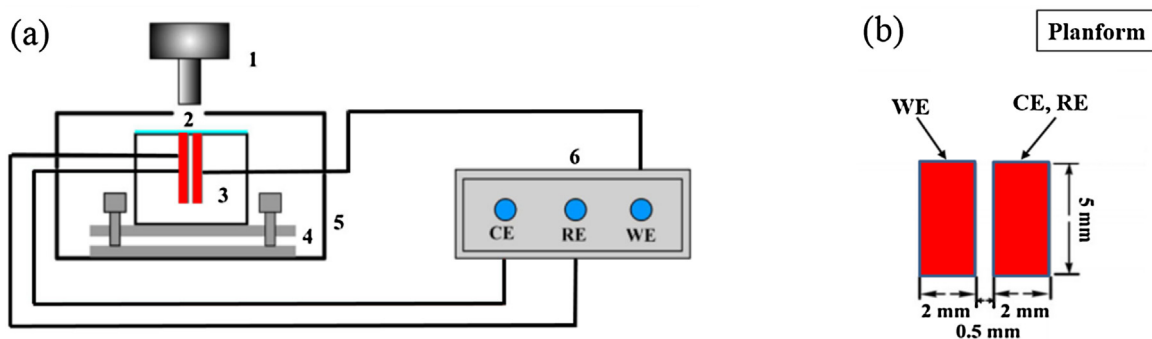 (a)
1
2
3
4
5
6
CE RE WE
(b)
Planform
WE CE, RE
5 mm
2 mm 2 mm
0.5 mm